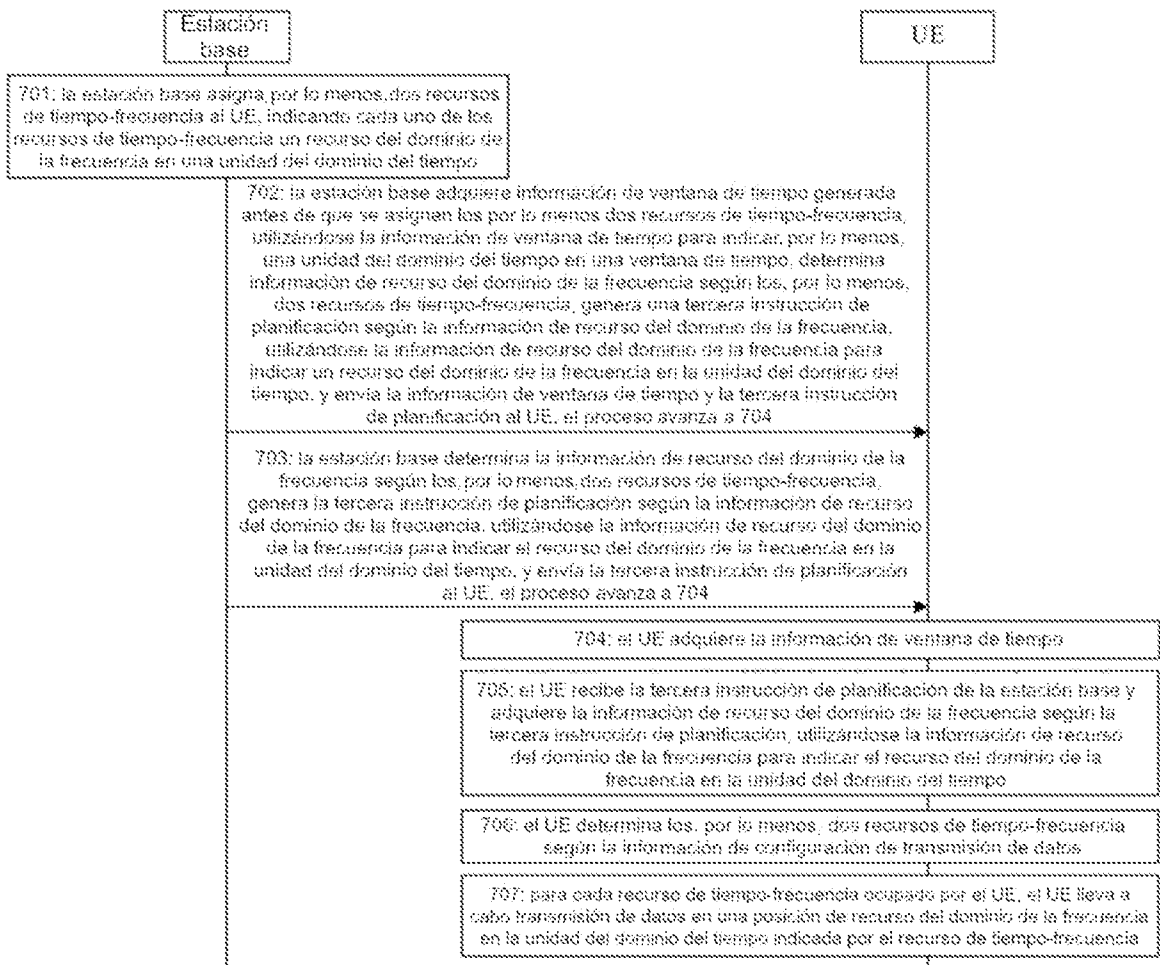 Estación
base
UE
701: la estación base asigna por lo menos dos recursos
de tiempo-frecuencia al UE, indicando cada uno de los
recursos de tiempo-frecuencia un recurso del dominio de
la frecuencia en una unidad del dominio del tiempo
702: la estación base adquiere información de ventana de tiempo generada
antes de que se asignen los por lo menos dos recursos de tiempo-frecuencia,
utilizándose la información de ventana de tiempo para indicar, por lo menos,
una unidad del dominio del tiempo en una ventana de tiempo, determina
información de recurso del dominio de la frecuencia según los, por lo menos,
dos recursos de tiempo-frecuencia, genera una tercera instrucción de
planificación según la información de recurso del dominio de la frecuencia,
utilizándose la información de recurso del dominio de la frecuencia para
indicar un recurso del dominio de la frecuencia en la unidad del dominio del
tiempo, y envía la información de ventana de tiempo y la tercera instrucción
de planificación al UE, el proceso avanza a 704
703: la estación base determina la información de recurso del dominio de la
frecuencia según los, por lo menos, dos recursos de tiempo-frecuencia,
genera la tercera instrucción de planificación según la información de recurso
del dominio de la frecuencia, utilizándose la información de recurso del dominio
de la frecuencia para indicar el recurso del dominio de la frecuencia en la
unidad del dominio del tiempo, y envía la tercera instrucción de planificación
al UE, el proceso avanza a 704
704: el UE adquiere la información de ventana de tiempo
705: el UE recibe la tercera instrucción de planificación de la estación base y
adquiere la información de recurso del dominio de la frecuencia según la
tercera instrucción de planificación, utilizándose la información de recurso
del dominio de la frecuencia para indicar el recurso del dominio de la
frecuencia en la unidad del dominio del tiempo
706: el UE determina los, por lo menos, dos recursos de tiempo-frecuencia
según la información de configuración de transmisión de datos
707: para cada recurso de tiempo-frecuencia ocupado por el UE, el UE lleva a
cabo transmisión de datos en una posición de recurso del dominio de la frecuencia
en la unidad del dominio del tiempo indicada por el recurso de tiempo-frecuencia